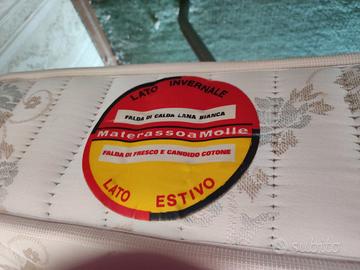 LATO INVERNALE
FALDA DI CALDA LANA BIANCA
MaterassoaMolle
FALDA DI FRESCO E CANDIDO COTONE
LATO ESTIVO
subito